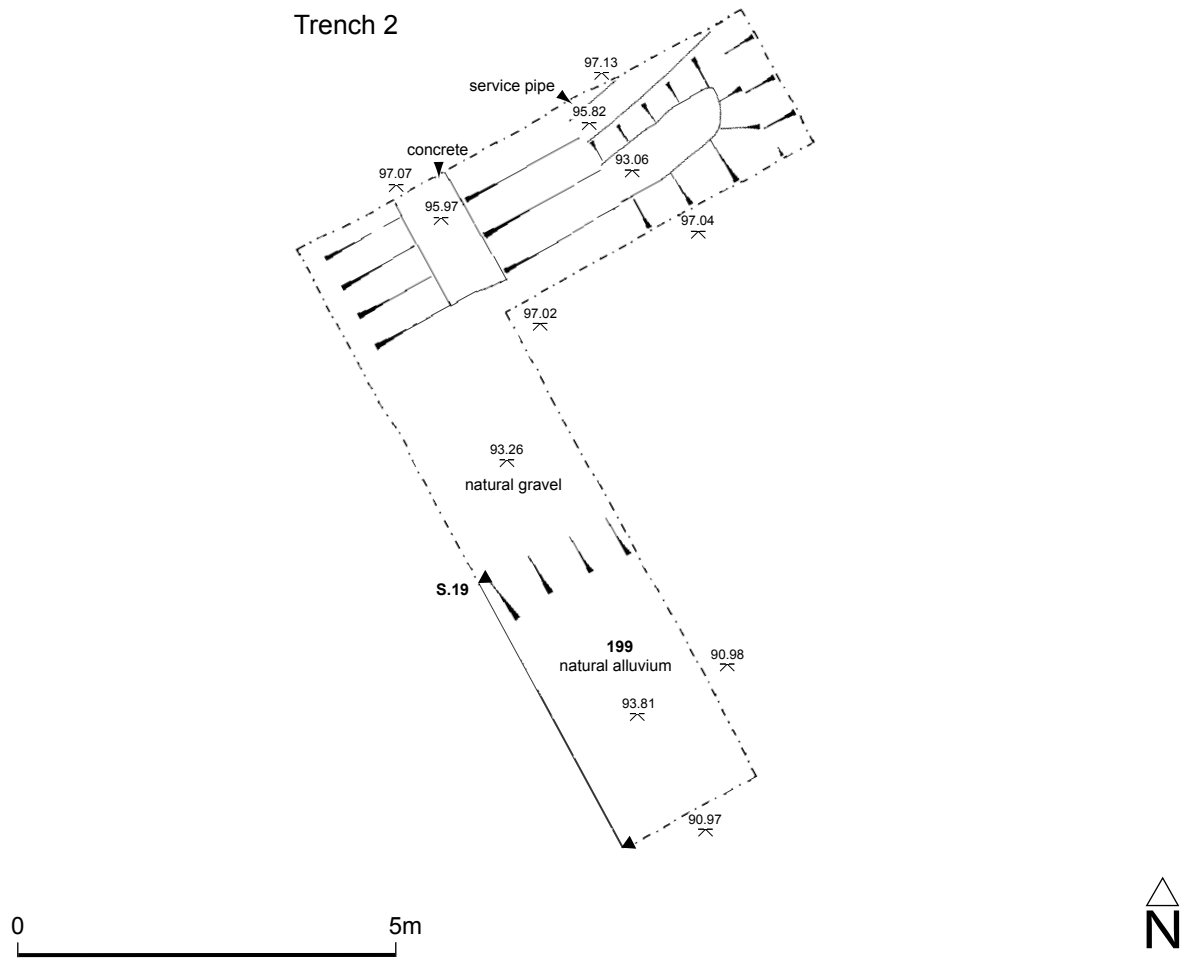 Trench 2
97.13
service pipe
95.82
concrete
93.06
97.07
95.97
97.04
97.02
93.26
natural gravel
S.19
199
natural alluvium
90.98
93.81
90.97
0
5m
N